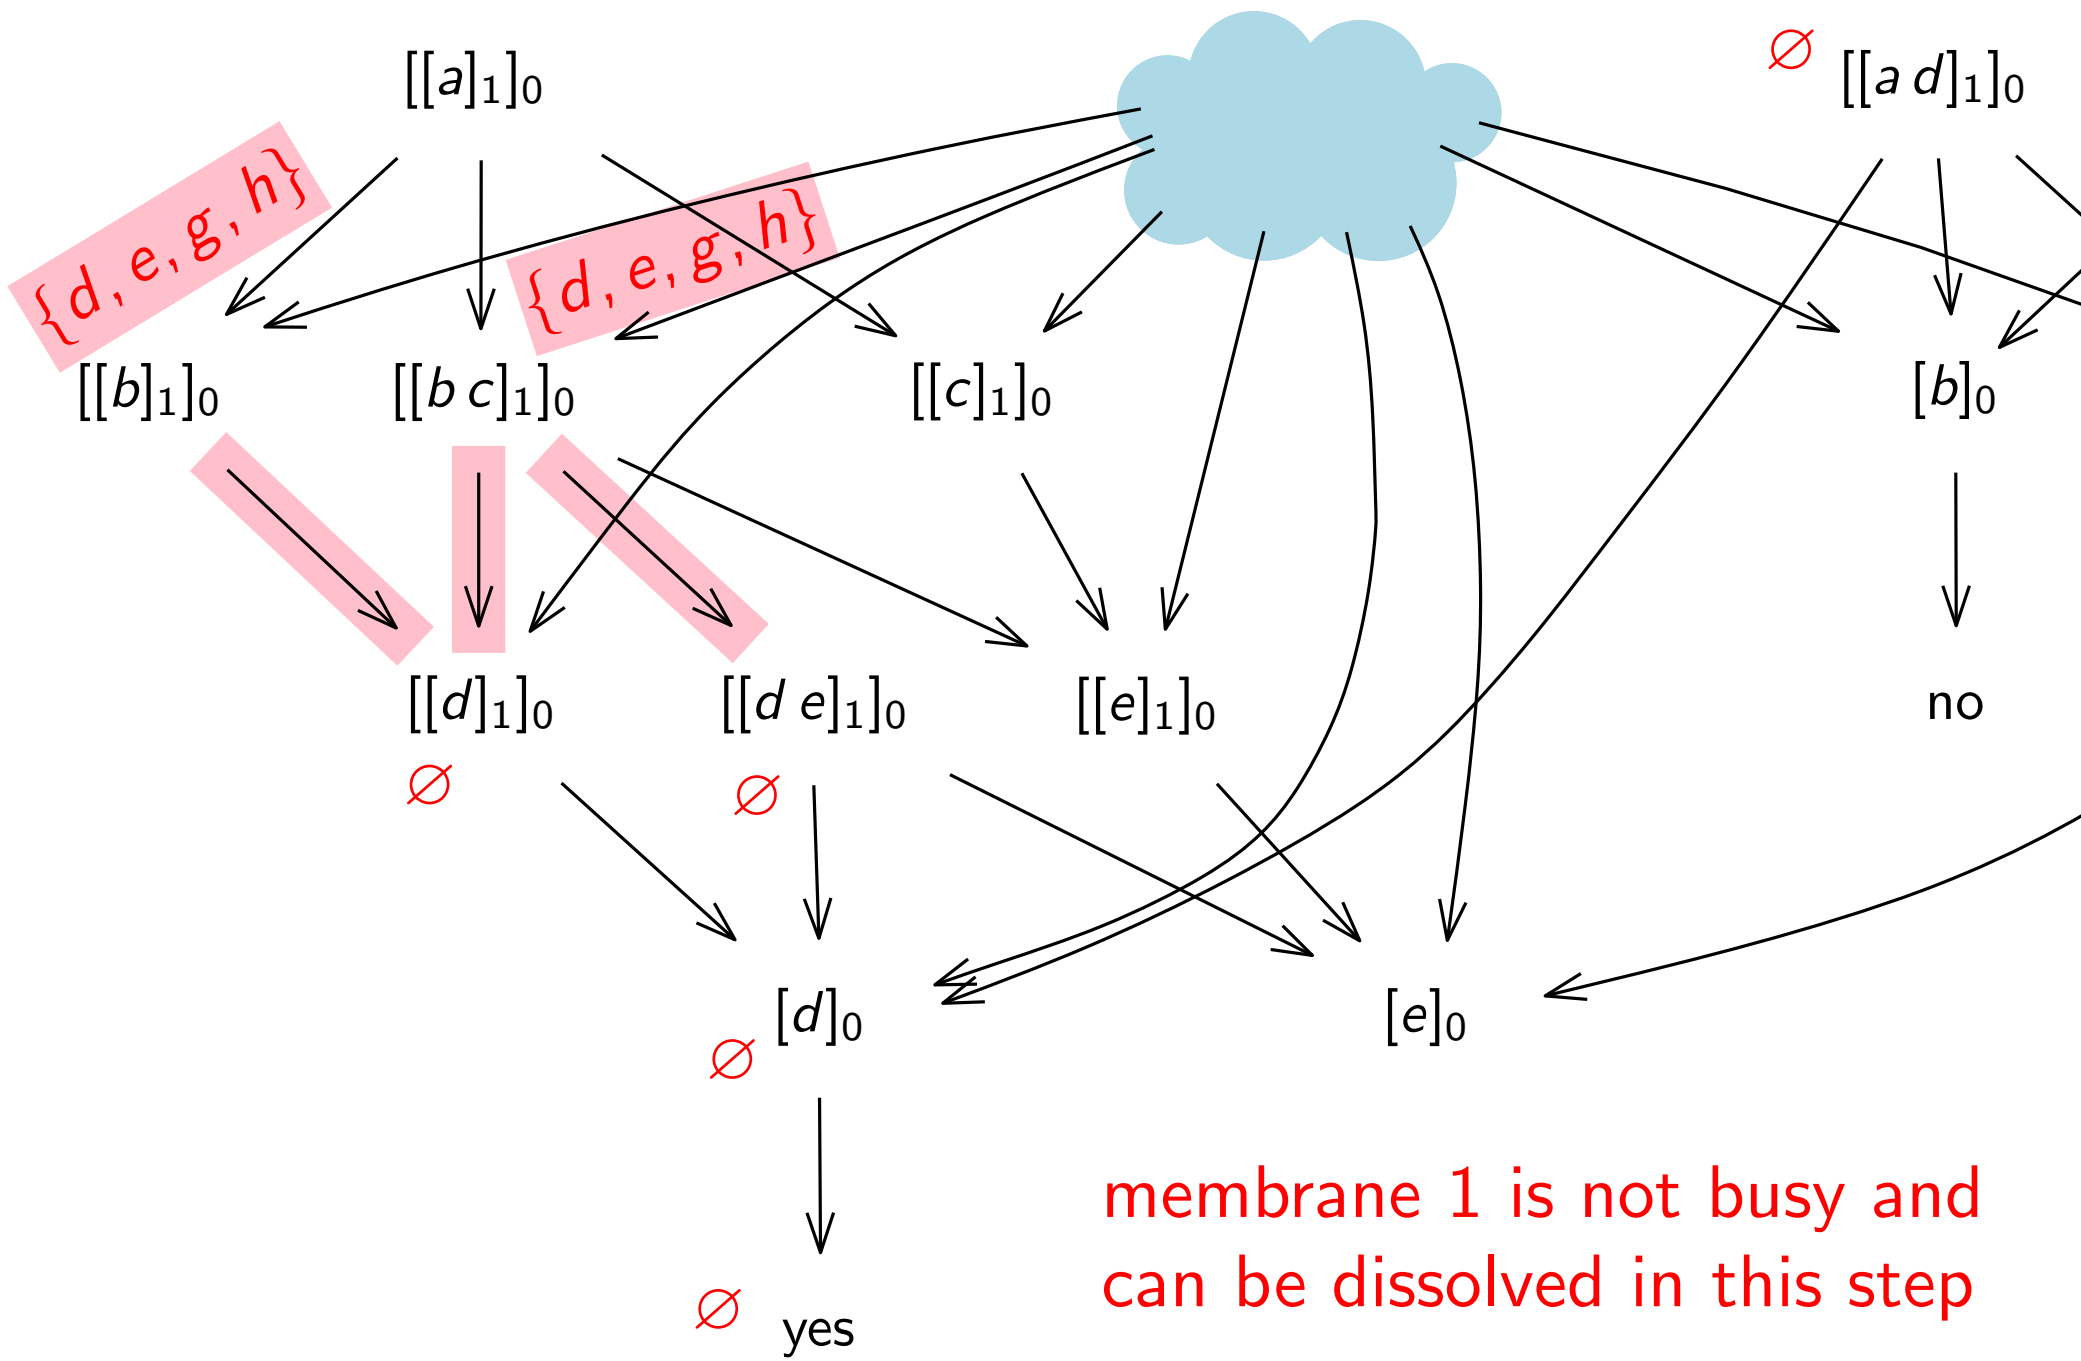 [[a]₁]₀
∅ [[a d]₁]₀
{d, e, g, h}
{d, e, g, h}
[[b]₁]₀ [[b c]₁]₀ [[c]₁]₀ [b]₀
[[d]₁]₀ [[d e]₁]₀ [[e]₁]₀ no
∅ ∅
[d]₀ [e]₀
∅
membrane 1 is not busy and
can be dissolved in this step
∅ yes